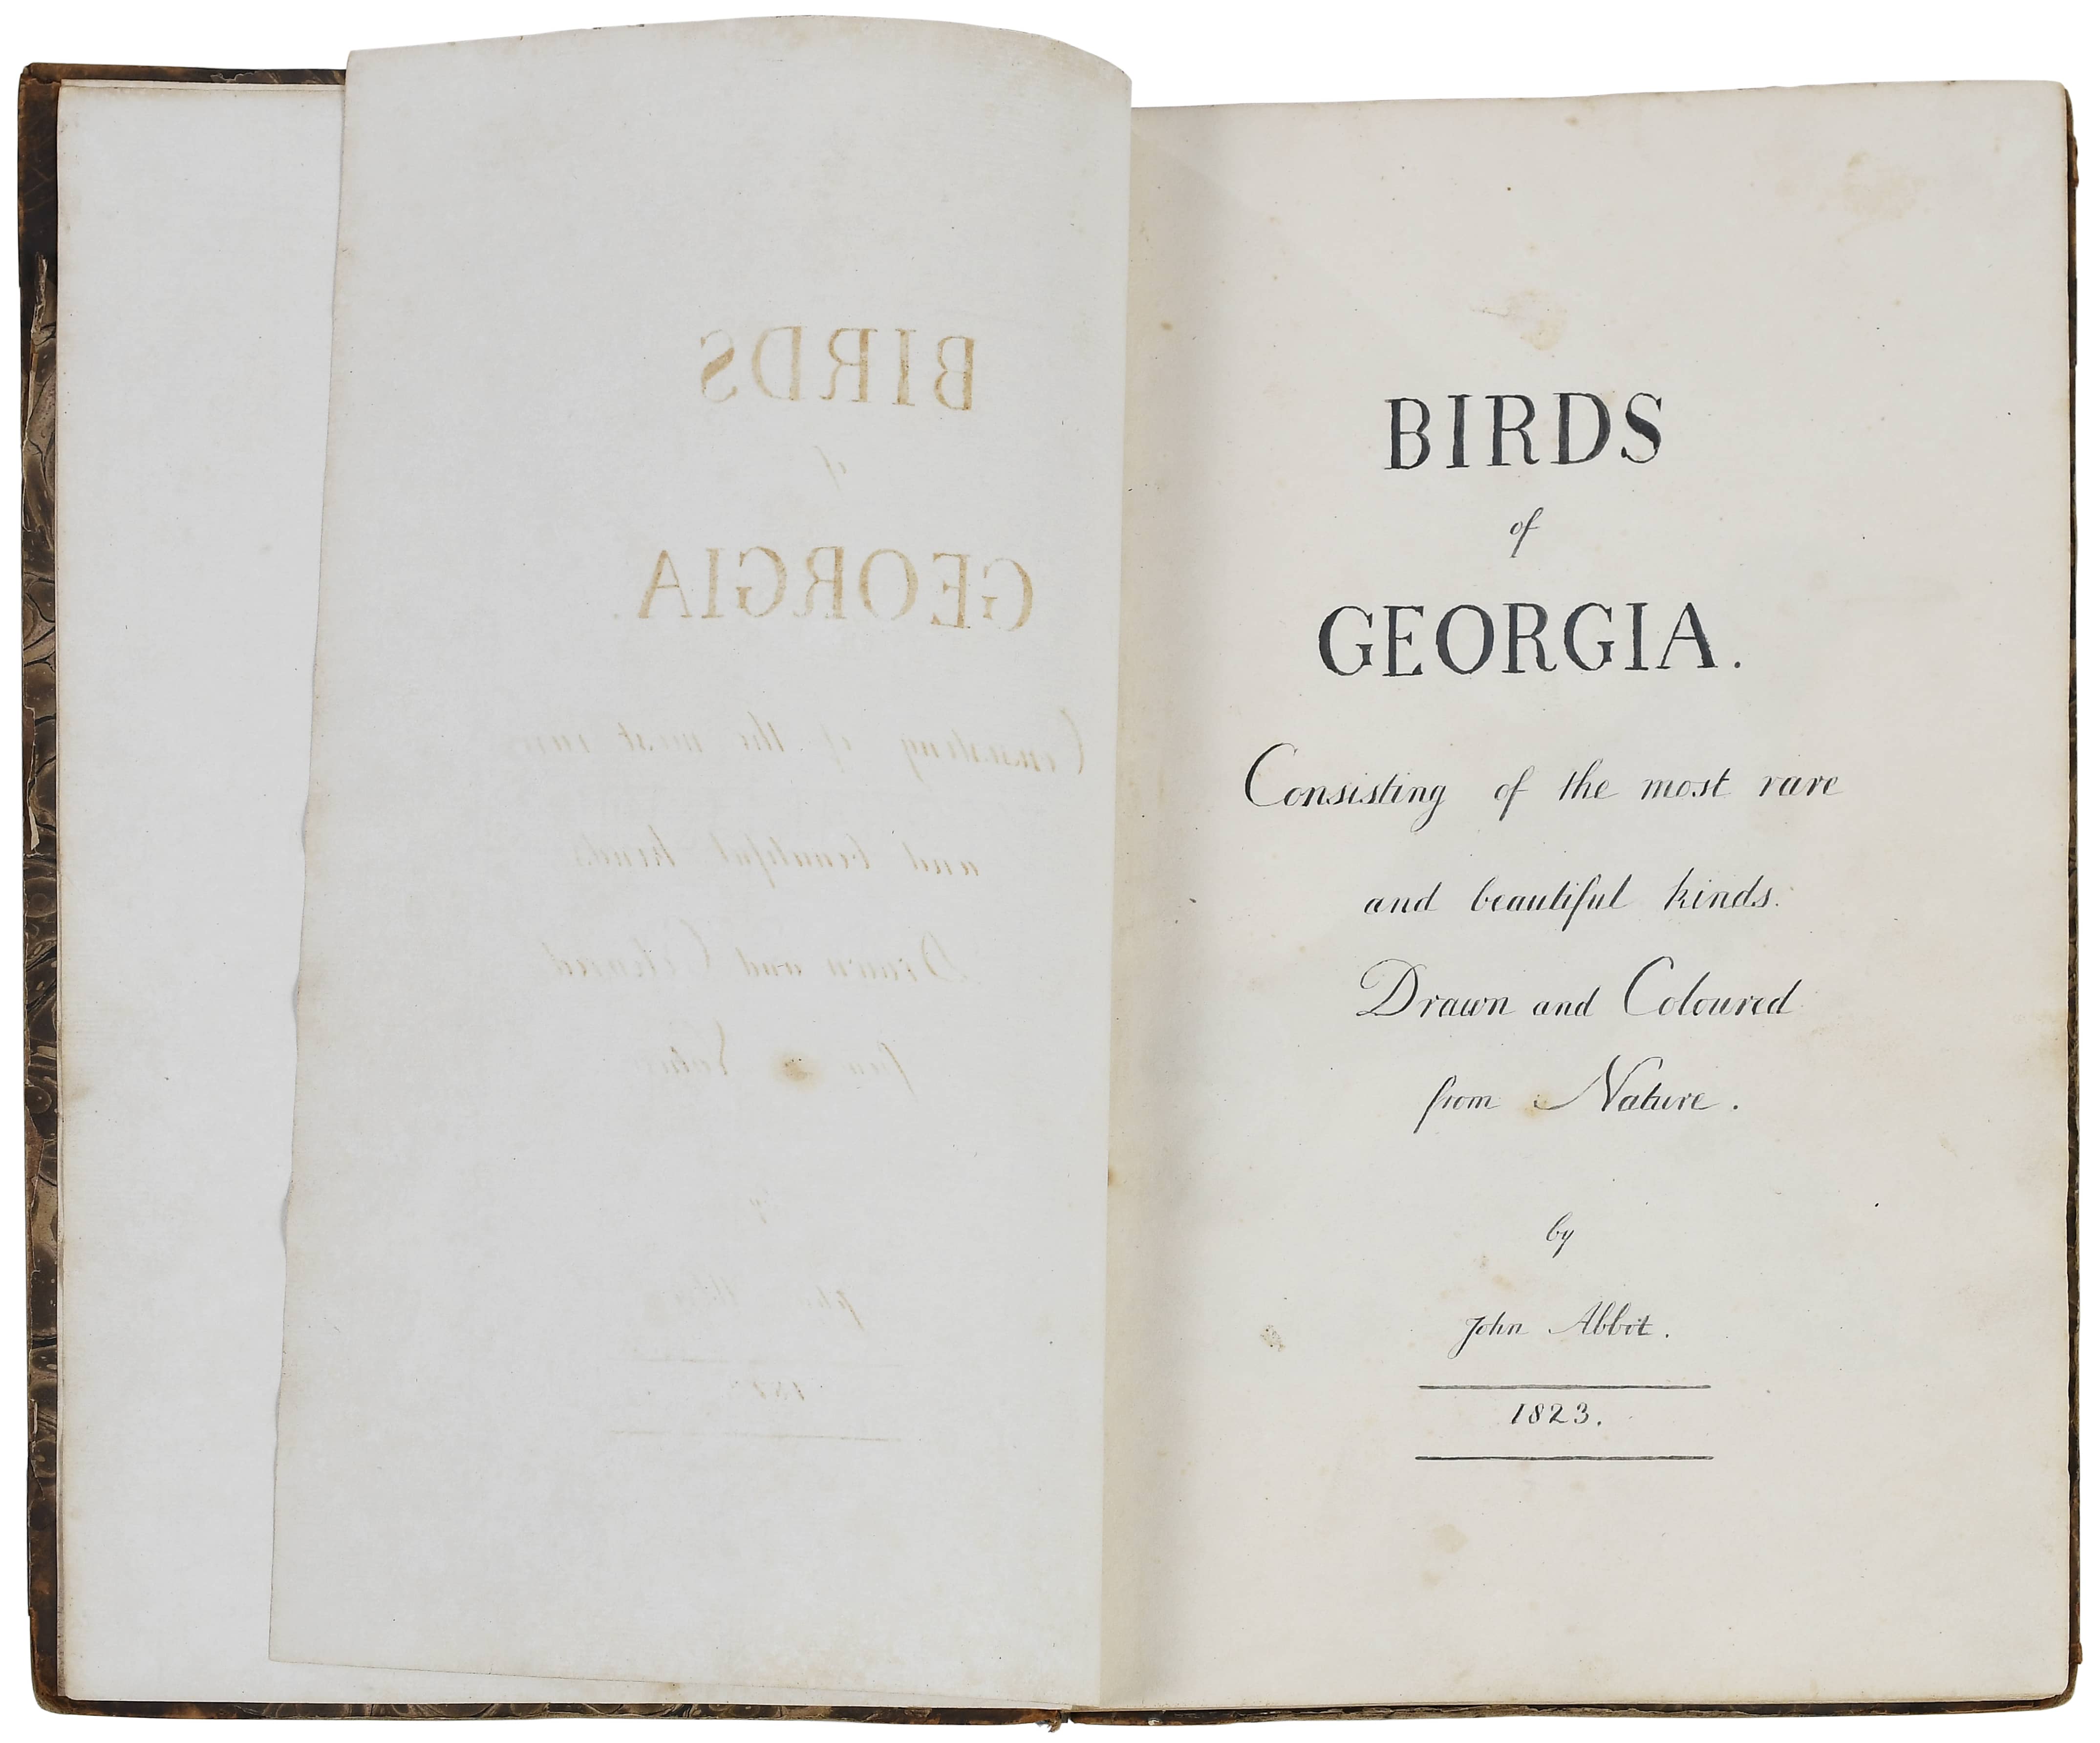 BIRDS
of
GEORGIA.
Consisting of the most rare
and beautiful kinds.
Drawn and Coloured
from Nature.
by
John Abbot.
1823.